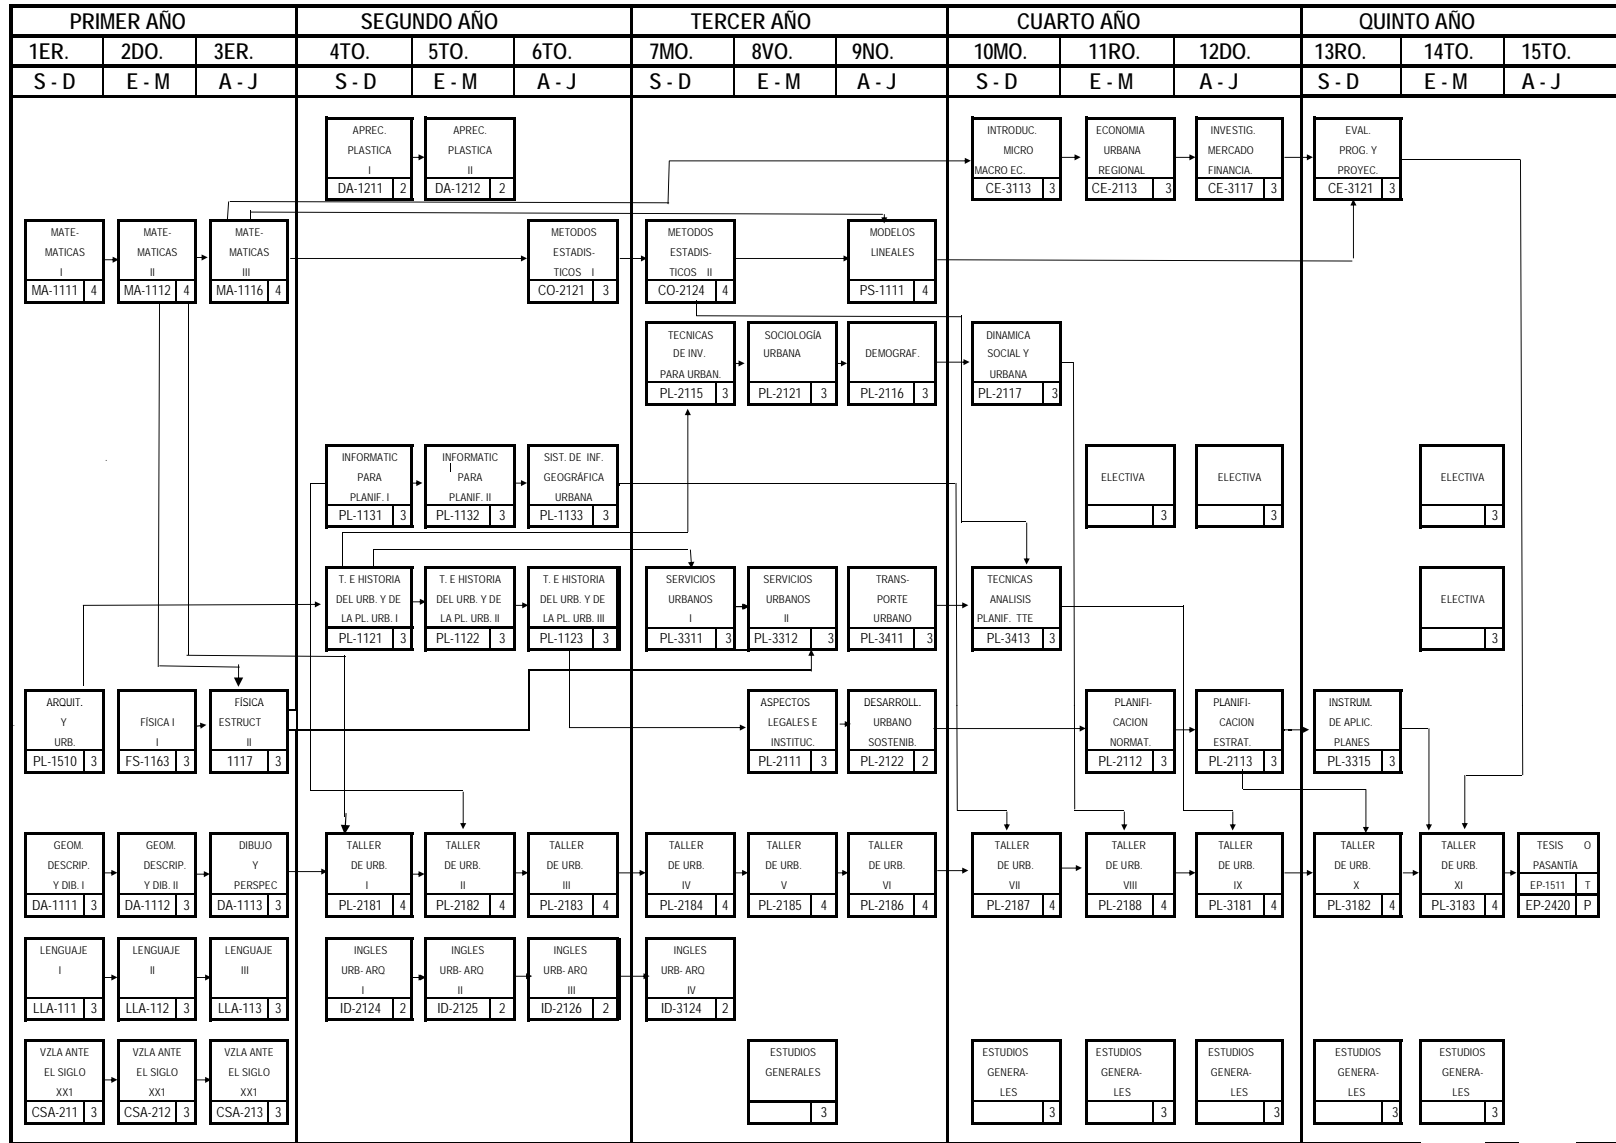 PRIMER AÑO SEGUNDO AÑO TERCER AÑO CUARTO AÑO QUINTO AÑO
1ER. 2DO. 3ER. 4TO. 5TO. 6TO. 7MO. 8VO. 9NO. 10MO. 11RO. 12DO. 13RO. 14TO. 15TO.
S - D E - M A - J S - D E - M A - J S - D E - M A - J S - D E - M A - J S - D E - M A - J
APREC. APREC. INTRODUC. ECONOMIA INVESTIG. EVAL.
PLASTICA PLASTICA MICRO URBANA MERCADO PROG. Y
I II MACRO EC. REGIONAL FINANCIA. PROYEC.
DA-1211 2 DA-1212 2 CE-3113 3 CE-2113 3 CE-3117 3 CE-3121 3
MATE- MATE- MATE- METODOS METODOS MODELOS
MATICAS MATICAS MATICAS ESTADIS- ESTADIS- LINEALES
I II III TICOS I TICOS II
MA-1111 4 MA-1112 4 MA-1116 4 CO-2121 3 CO-2124 4 PS-1111 4
TECNICAS SOCIOLOGÍA DINAMICA
DE INV. URBANA DEMOGRAF. SOCIAL Y
PARA URBAN. URBANA
PL-2115 3 PL-2121 3 PL-2116 3 PL-2117 3
INFORMATIC INFORMATIC SIST. DE INF.
PARA PARA GEOGRÁFICA ELECTIVA ELECTIVA ELECTIVA
PLANIF. I PLANIF. II URBANA
PL-1131 3 PL-1132 3 PL-1133 3 3 3 3
T. E HISTORIA T. E HISTORIA T. E HISTORIA SERVICIOS SERVICIOS TRANS- TECNICAS
DEL URB. Y DE DEL URB. Y DE DEL URB. Y DE URBANOS URBANOS PORTE ANALISIS ELECTIVA
LA PL. URB. I LA PL. URB. II LA PL. URB. III I II URBANO PLANIF. TTE
PL-1121 3 PL-1122 3 PL-1123 3 PL-3311 3 PL-3312 3 PL-3411 3 PL-3413 3 3
ARQUIT. FÍSICA ASPECTOS DESARROLL. PLANIFI- PLANIFI- INSTRUM.
Y FÍSICA I ESTRUCT LEGALES E URBANO CACION CACION DE APLIC.
URB. I II INSTITUC. SOSTENIB. NORMAT. ESTRAT. PLANES
PL-1510 3 FS-1163 3 1117 3 PL-2111 3 PL-2122 2 PL-2112 3 PL-2113 3 PL-3315 3
GEOM. GEOM. DIBUJO TALLER TALLER TALLER TALLER TALLER TALLER TALLER TALLER TALLER TALLER TALLER TESIS O
DESCRIP. DESCRIP. Y DE URB. DE URB. DE URB. DE URB. DE URB. DE URB. DE URB. DE URB. DE URB. DE URB. DE URB. PASANTÍA
Y DIB. I Y DIB. II PERSPEC I II III IV V VI VII VIII IX X XI EP-1511 T
DA-1111 3 DA-1112 3 DA-1113 3 PL-2181 4 PL-2182 4 PL-2183 4 PL-2184 4 PL-2185 4 PL-2186 4 PL-2187 4 PL-2188 4 PL-3181 4 PL-3182 4 PL-3183 4 EP-2420 P
LENGUAJE LENGUAJE LENGUAJE INGLES INGLES INGLES INGLES
I II III URB- ARQ URB- ARQ URB- ARQ URB- ARQ
I II III IV
LLA-111 3 LLA-112 3 LLA-113 3 ID-2124 2 ID-2125 2 ID-2126 2 ID-3124 2
VZLA ANTE VZLA ANTE VZLA ANTE ESTUDIOS ESTUDIOS ESTUDIOS ESTUDIOS ESTUDIOS ESTUDIOS
EL SIGLO EL SIGLO EL SIGLO GENERALES GENERA- GENERA- GENERA- GENERA- GENERA-
XX1 XX1 XX1 LES LES LES LES LES
CSA-211 3 CSA-212 3 CSA-213 3 3 3 3 3 3 3